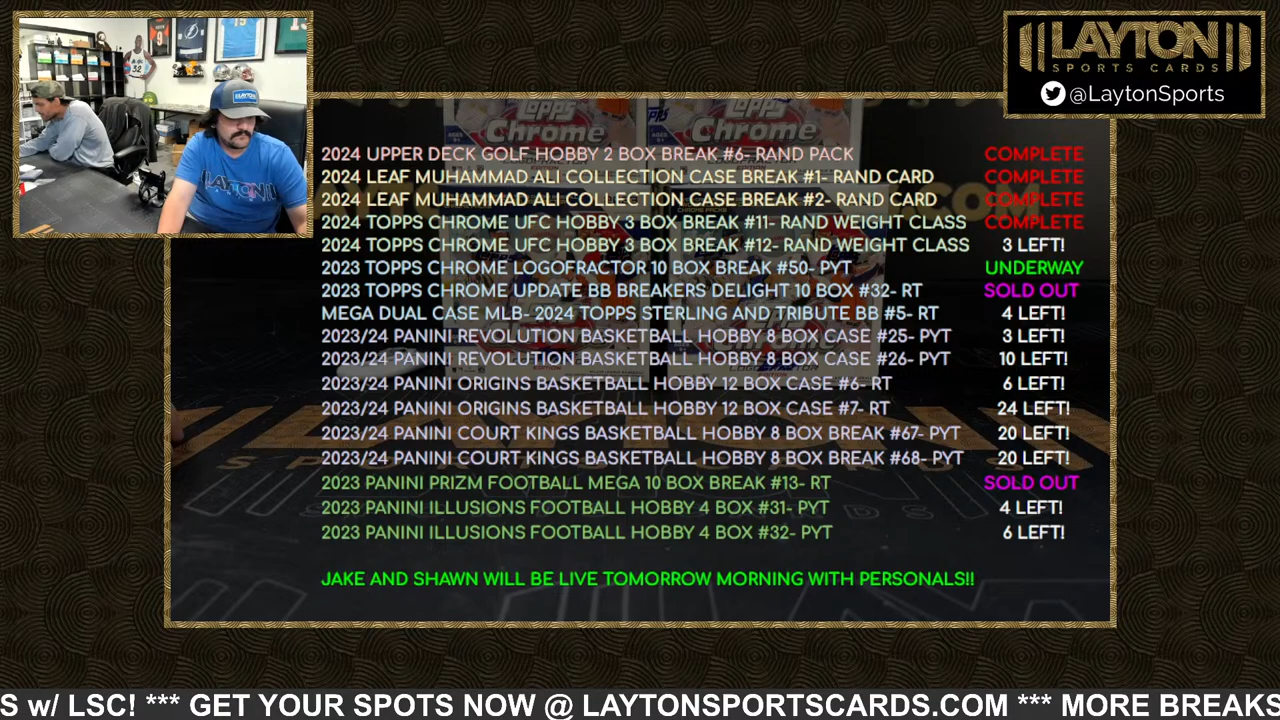 LAYTON
SPORTS CARDS
@LaytonSports
2024 UPPER DECK GOLF HOBBY 2 BOX BREAK #6- RAND PACK COMPLETE
2024 LEAF MUHAMMAD ALI COLLECTION CASE BREAK #1- RAND CARD COMPLETE
2024 LEAF MUHAMMAD ALI COLLECTION CASE BREAK #2- RAND CARD COMPLETE
2024 TOPPS CHROME UFC HOBBY 3 BOX BREAK #11- RAND WEIGHT CLASS COMPLETE
2024 TOPPS CHROME UFC HOBBY 3 BOX BREAK #12- RAND WEIGHT CLASS 3 LEFT!
2023 TOPPS CHROME LOGOFRACTOR 10 BOX BREAK #50- PYT UNDERWAY
2023 TOPPS CHROME UPDATE BB BREAKERS DELIGHT 10 BOX #32- RT SOLD OUT
MEGA DUAL CASE MLB- 2024 TOPPS STERLING AND TRIBUTE BB #5- RT 4 LEFT!
2023/24 PANINI REVOLUTION BASKETBALL HOBBY 8 BOX CASE #25- PYT 3 LEFT!
2023/24 PANINI REVOLUTION BASKETBALL HOBBY 8 BOX CASE #26- PYT 10 LEFT!
2023/24 PANINI ORIGINS BASKETBALL HOBBY 12 BOX CASE #6- RT 6 LEFT!
2023/24 PANINI ORIGINS BASKETBALL HOBBY 12 BOX CASE #7- RT 24 LEFT!
2023/24 PANINI COURT KINGS BASKETBALL HOBBY 8 BOX BREAK #67- PYT 20 LEFT!
2023/24 PANINI COURT KINGS BASKETBALL HOBBY 8 BOX BREAK #68- PYT 20 LEFT!
2023 PANINI PRIZM FOOTBALL MEGA 10 BOX BREAK #13- RT SOLD OUT
2023 PANINI ILLUSIONS FOOTBALL HOBBY 4 BOX #31- PYT 4 LEFT!
2023 PANINI ILLUSIONS FOOTBALL HOBBY 4 BOX #32- PYT 6 LEFT!
JAKE AND SHAWN WILL BE LIVE TOMORROW MORNING WITH PERSONALS!!
S w/ LSC! *** GET YOUR SPOTS NOW @ LAYTONSPORTSCARDS.COM *** MORE BREAKS